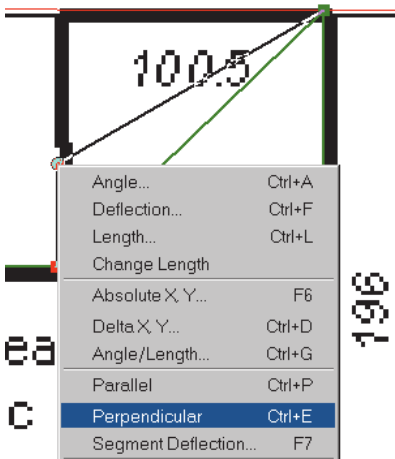 100.5
Angle... Ctrl+A
Deflection... Ctrl+F
Length... Ctrl+L
Change Length
Absolute X, Y... F6
Delta X, Y... Ctrl+D
Angle/Length... Ctrl+G
Parallel Ctrl+P
Perpendicular Ctrl+E
Segment Deflection... F7
196
ea
c